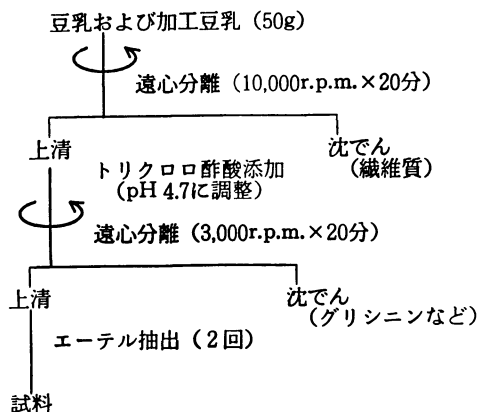 豆乳および加工豆乳（50g）
遠心分離（10,000r.p.m.×20分）
上清
沈でん
（繊維質）
トリクロロ酢酸添加
（pH 4.7に調整）
遠心分離（3,000r.p.m.×20分）
上清
沈でん
（グリシニンなど）
エーテル抽出（2回）
試料